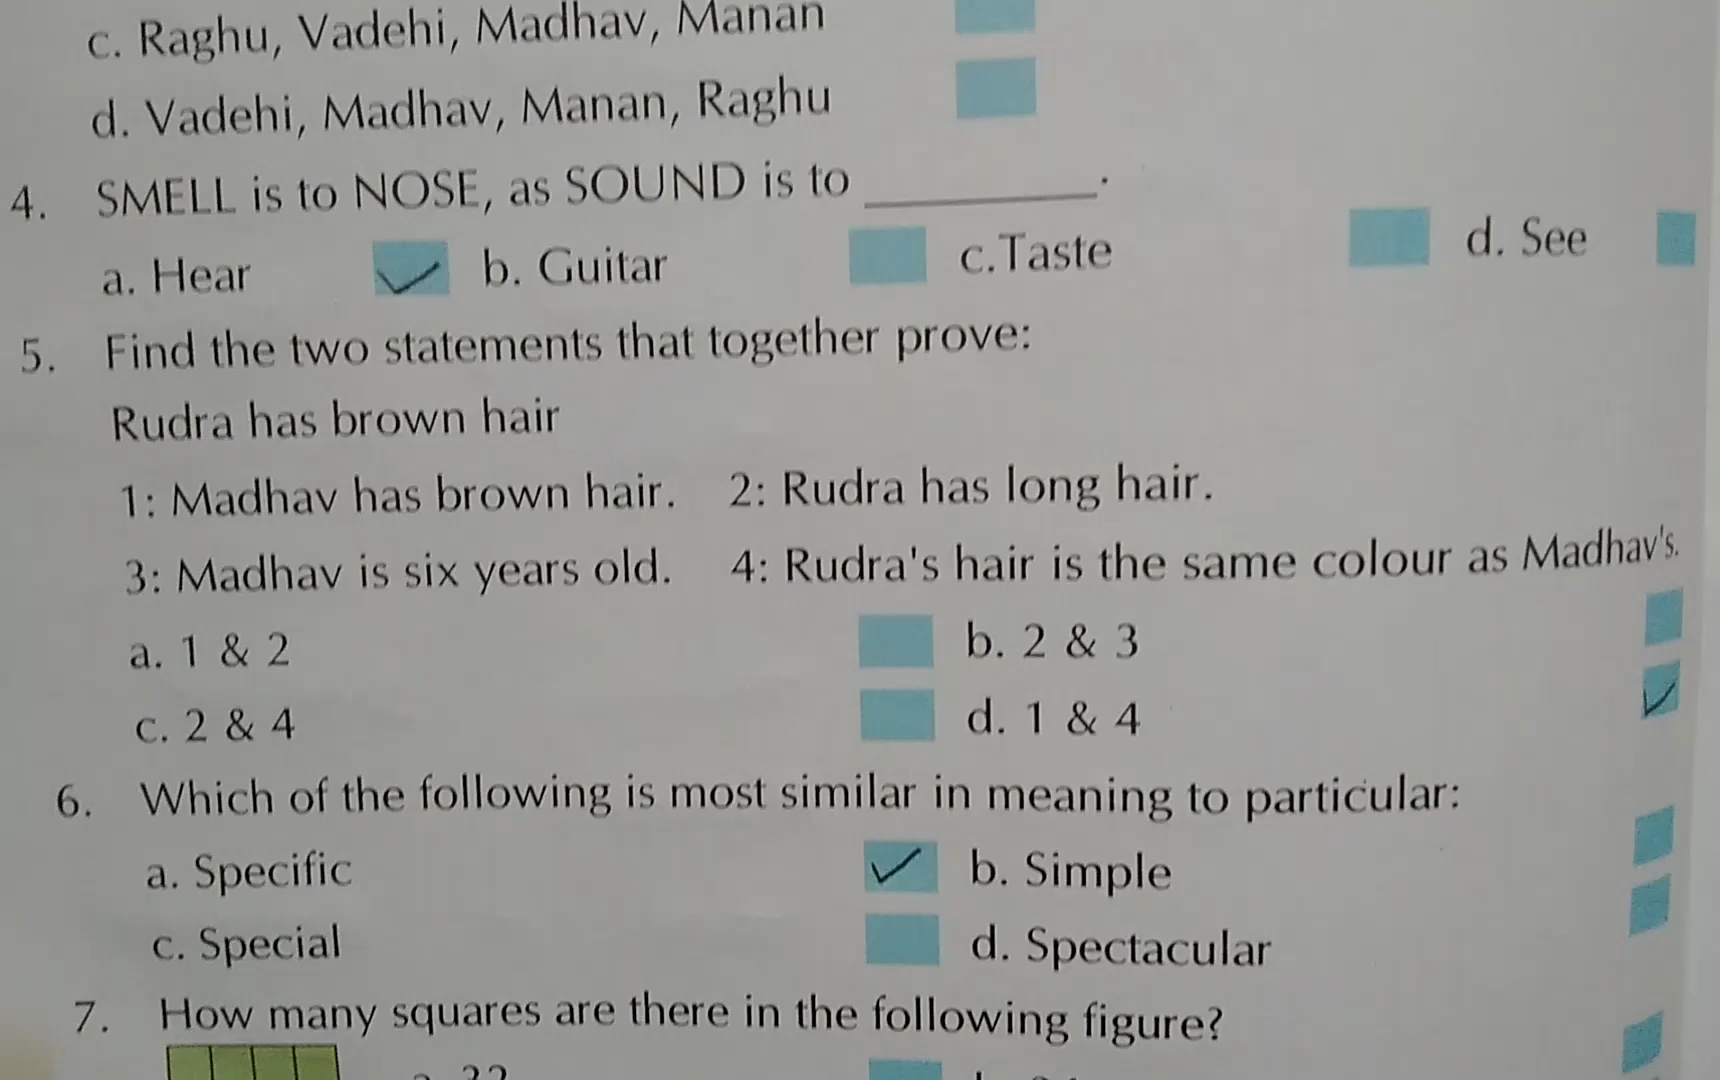 c. Raghu, Vadehi, Madhav, Manan
d. Vadehi, Madhav, Manan, Raghu
4. SMELL is to NOSE, as SOUND is to __________.
a. Hear b. Guitar c.Taste d. See
5. Find the two statements that together prove:
Rudra has brown hair
1: Madhav has brown hair. 2: Rudra has long hair.
3: Madhav is six years old. 4: Rudra's hair is the same colour as Madhav's.
a. 1 & 2 b. 2 & 3
c. 2 & 4 d. 1 & 4
6. Which of the following is most similar in meaning to particular:
a. Specific b. Simple
c. Special d. Spectacular
7. How many squares are there in the following figure?